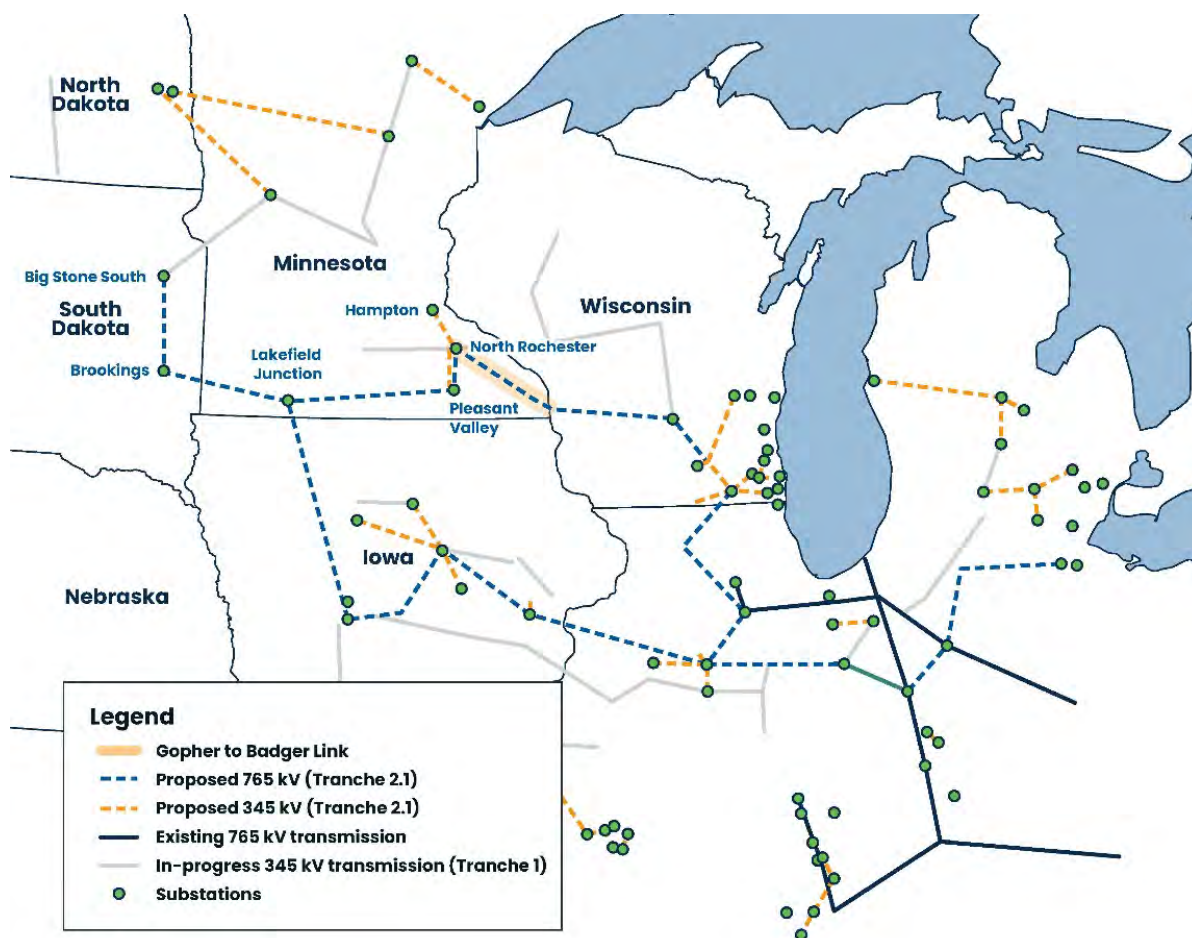 North
Dakota
Minnesota
Big Stone South
South
Dakota
Hampton
Wisconsin
North Rochester
Lakefield
Junction
Brookings
Pleasant
Valley
Iowa
Nebraska
Legend
Gopher to Badger Link
Proposed 765 kV (Tranche 2.1)
Proposed 345 kV (Tranche 2.1)
Existing 765 kV transmission
In-progress 345 kV transmission (Tranche 1)
Substations